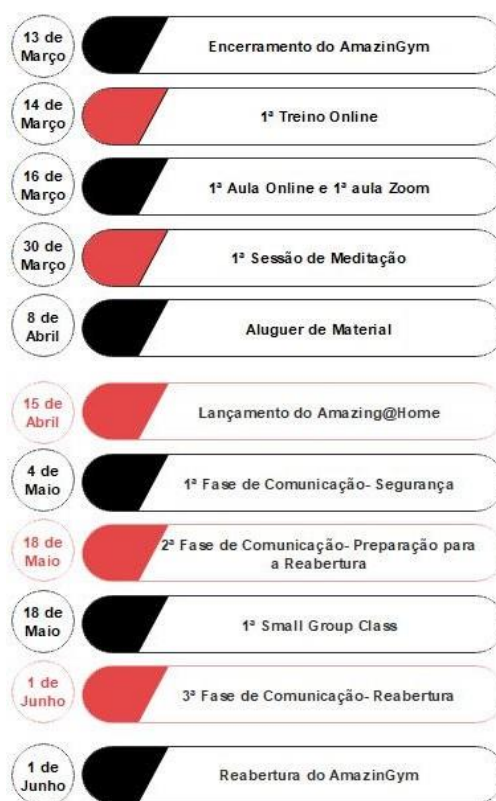 13 de
Março
Encerramento do AmazinGym
14 de
Março
1ª Treino Online
16 de
Março
1ª Aula Online e 1ª aula Zoom
30 de
Março
1ª Sessão de Meditação
8 de
Abril
Aluguer de Material
15 de
Abril
Lançamento do Amazing@Home
4 de
Maio
1ª Fase de Comunicação- Segurança
18 de
Maio
2ª Fase de Comunicação- Preparação para
a Reabertura
18 de
Maio
1ª Small Group Class
1 de
Junho
3ª Fase de Comunicação- Reabertura
1 de
Junho
Reabertura do AmazinGym